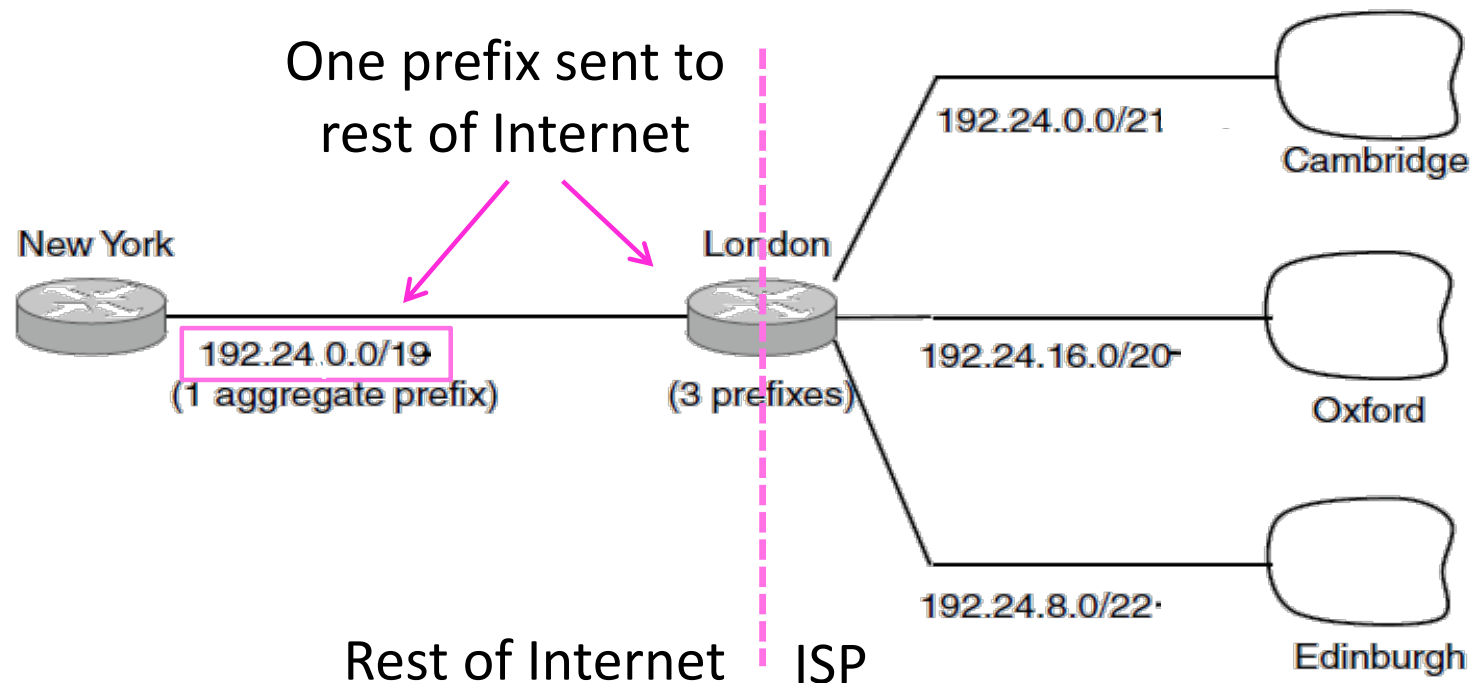 One prefix sent to
rest of Internet
New York
London
192.24.0.0/19
(1 aggregate prefix)
(3 prefixes)
192.24.0.0/21
Cambridge
192.24.16.0/20
Oxford
192.24.8.0/22
Edinburgh
Rest of Internet
ISP